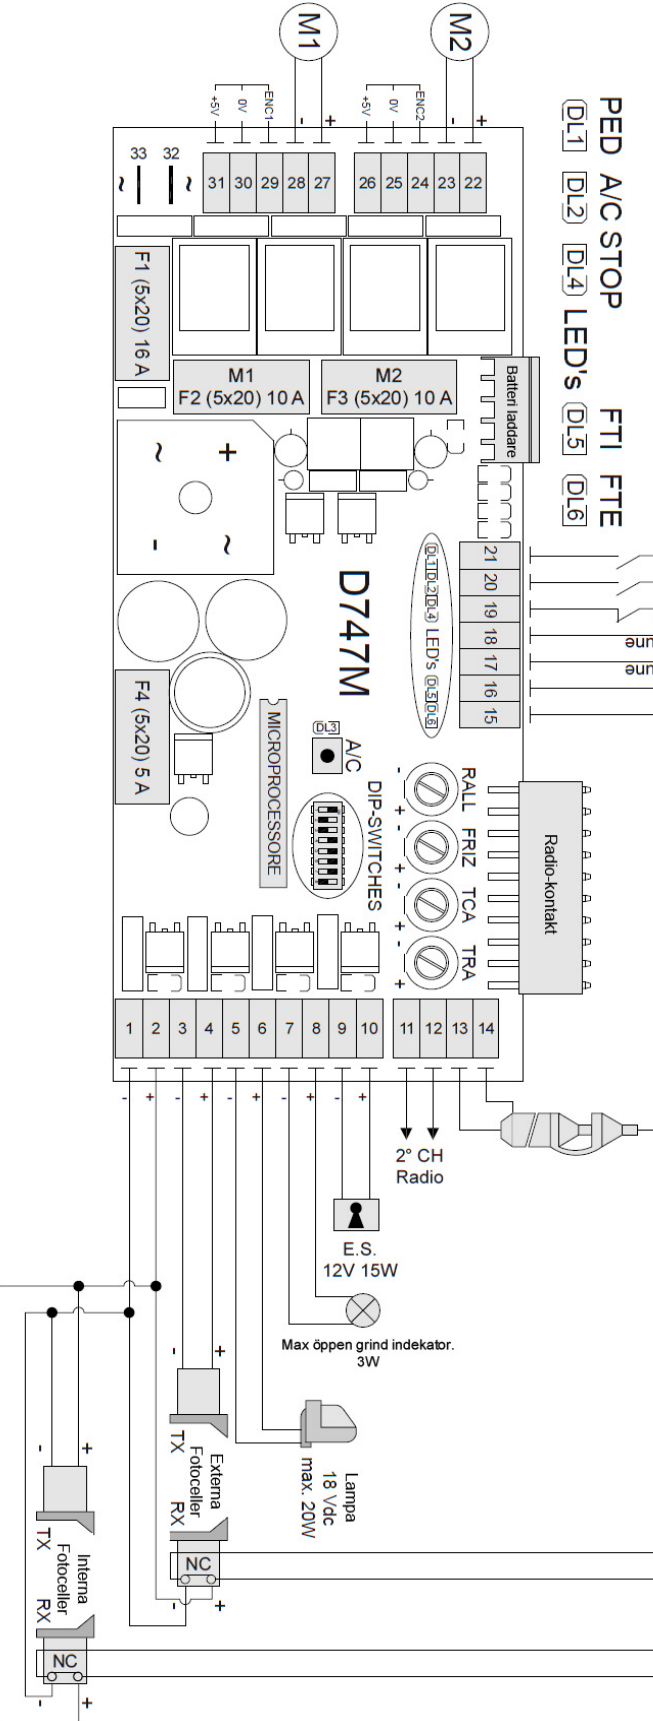 M1
M2
+5V
0V
ENC1
-
+
+5V
0V
ENC2
-
+
PED A/C STOP
DL1 DL2 DL4 LED's DL5 DL6
FTI FTE
33 32
~ ~
31 30 29 28 27
26 25 24 23 22
F1 (5x20) 16 A
M1
F2 (5x20) 10 A
M2
F3 (5x20) 10 A
Batteri laddare
~ +
- ~
21
20
19
18
17
16
15
DL1 DL2 DL4 LED's DL5 DL6
D747M
F4 (5x20) 5 A
MICROPROCESSORE
DL3
A/C
DIP-SWITCHES
- + RALL
- + FRIZ
- + TCA
- + TRA
Radio-kontakt
1 2 3 4 5 6 7 8 9 10
11 12 13 14
- + - + - + - + - +
2° CH
Radio
E.S.
12V 15W
Max öppen grind indekator.
3W
Lampa
18 Vdc
max. 20W
- +
TX
Externa
Fotoceller
RX
NC
- +
- +
TX
Interna
Fotoceller
RX
NC
- +